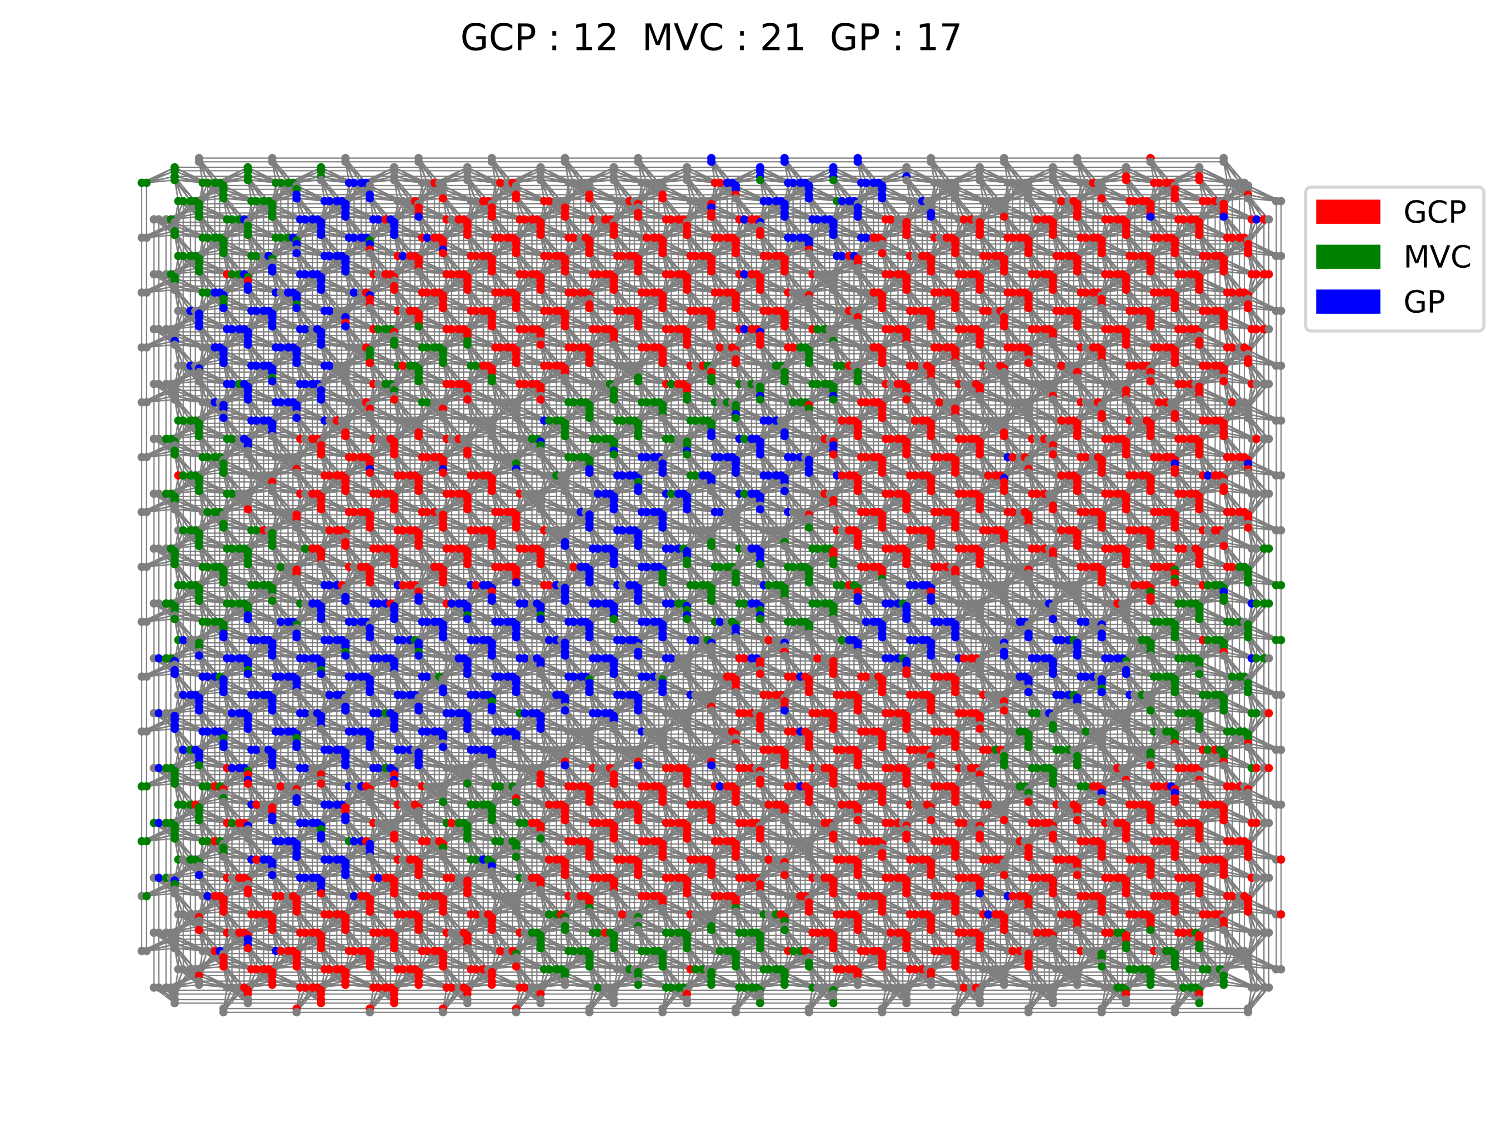 GCP : 12 MVC : 21 GP : 17
GCP
MVC
GP